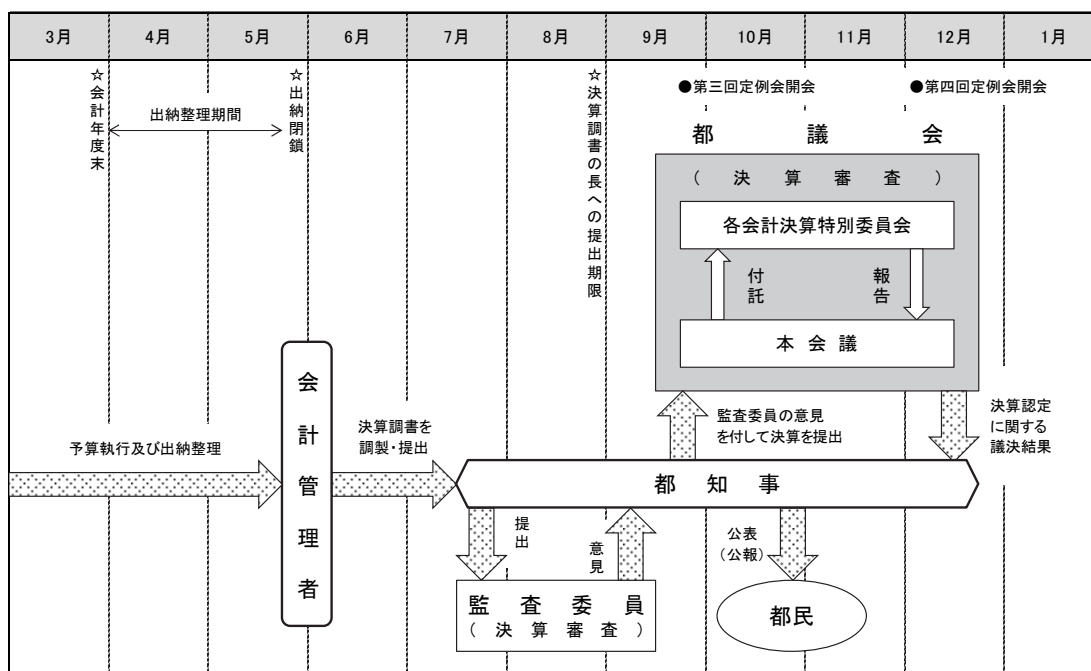 3月 4月 5月 6月 7月 8月 9月 10月 11月 12月 1月
☆会計年度末
出納整理期間
☆出納閉鎖
☆決算調書の長への提出期限
●第三回定例会開会
●第四回定例会開会
都議会
(決算審査)
各会計決算特別委員会
付託
報告
本会議
会計管理者
予算執行及び出納整理
決算調書を
調製・提出
監査委員の意見
を付して決算を提出
決算認定
に関する
議決結果
都知事
提出
意見
公表
(公報)
監査委員
(決算審査)
都民